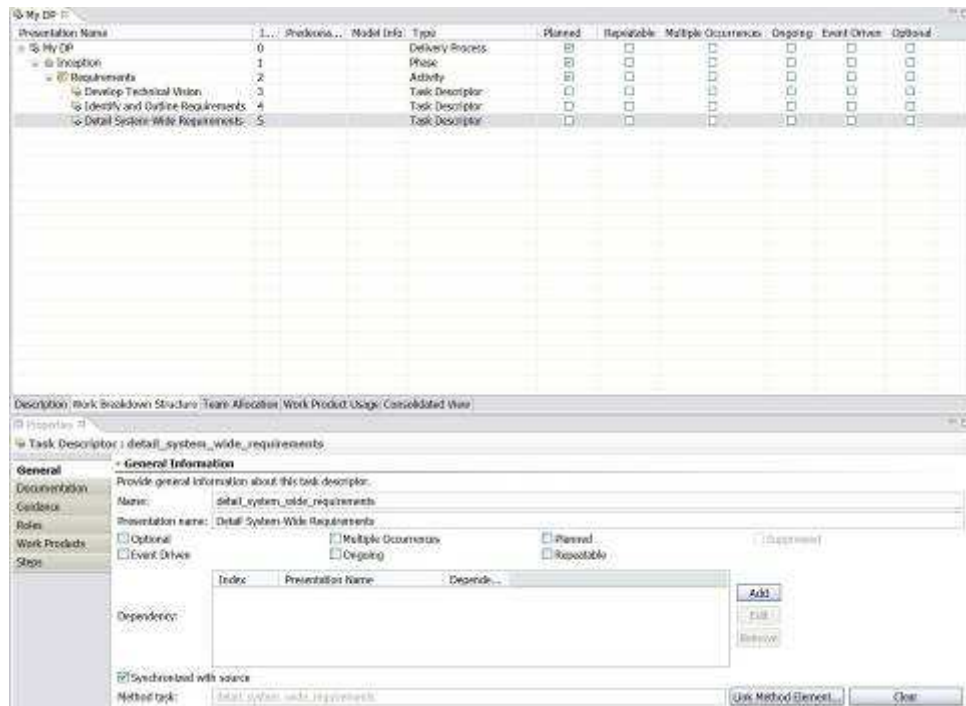 My DP
Presentation Name I... Predecess... Model Info Type Planned Repeatable Multiple Occurrences Ongoing Event Driven Optional
My DP 0 Delivery Process
Inception 1 Phase
Requirements 2 Activity
Develop Technical Vision 3 Task Descriptor
Identify and Outline Requirements 4 Task Descriptor
Detail System-Wide Requirements 5 Task Descriptor
Description Work Breakdown Structure Team Allocation Work Product Usage Consolidated View
Properties
Task Descriptor : detail_system_wide_requirements
General
Documentation
Guidance
Roles
Work Products
Steps
General Information
Provide general information about this task descriptor.
Name: detail_system_wide_requirements
Presentation name: Detail System-Wide Requirements
Optional Multiple Occurrences Planned Suppressed
Event Driven Ongoing Repeatable
Index Presentation Name Depende...
Dependency:
Add
Edit
Remove
Synchronized with source
Method task: detail_system_wide_requirements Link Method Element... Clear